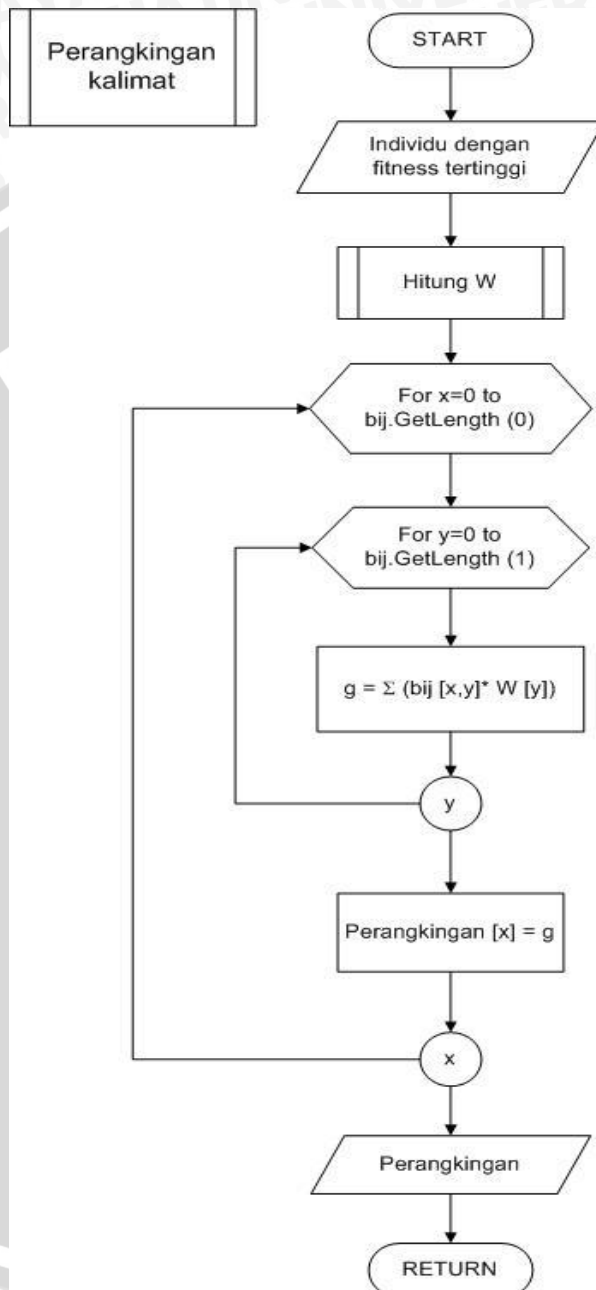 Perangkingan
kalimat
START
Individu dengan
fitness tertinggi
Hitung W
For x=0 to
bij.GetLength (0)
For y=0 to
bij.GetLength (1)
g = Σ (bij [x,y]* W [y])
y
Perangkingan [x] = g
x
Perangkingan
RETURN